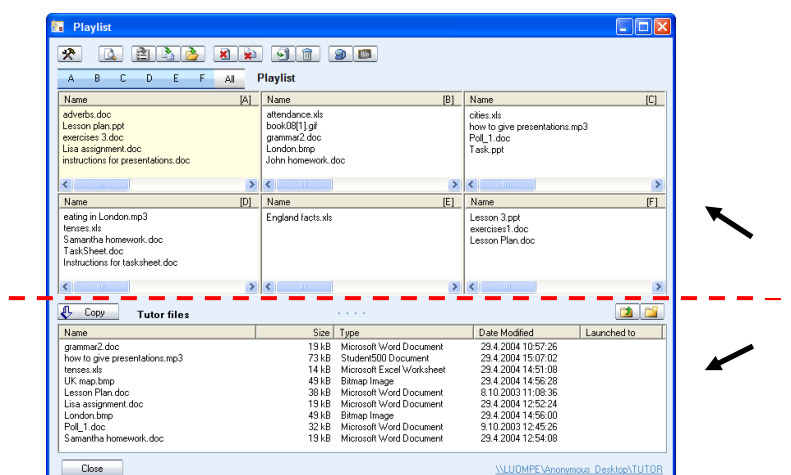 Playlist
A B C D E F All Playlist
Name [A]
adverbs.doc
Lesson plan.ppt
exercises 3.doc
Lisa assignment.doc
instructions for presentations.doc
Name [B]
attendance.xls
book08[1].gif
grammar2.doc
London.bmp
John homework.doc
Name [C]
cities.xls
how to give presentations.mp3
Poll_1.doc
Task.ppt
Name [D]
eating in London.mp3
tenses.xls
Samantha homework.doc
TaskSheet.doc
Instructions for tasksheet.doc
Name [E]
England facts.xls
Name [F]
Lesson 3.ppt
exercises1.doc
Lesson Plan.doc
Copy Tutor files
Name Size Type Date Modified Launched to
grammar2.doc 19 kB Microsoft Word Document 29.4.2004 10:57:26
how to give presentations.mp3 73 kB Student500 Document 29.4.2004 15:07:02
tenses.xls 14 kB Microsoft Excel Worksheet 29.4.2004 14:51:08
UK map.bmp 49 kB Bitmap Image 29.4.2004 14:56:28
Lesson Plan.doc 38 kB Microsoft Word Document 8.10.2003 11:08:36
Lisa assignment.doc 19 kB Microsoft Word Document 29.4.2004 12:52:24
London.bmp 49 kB Bitmap Image 29.4.2004 14:56:00
Poll_1.doc 32 kB Microsoft Word Document 9.10.2003 12:45:26
Samantha homework.doc 19 kB Microsoft Word Document 29.4.2004 12:54:08
Close \\LUOMPE\Anonymous Desktop\TUTOR